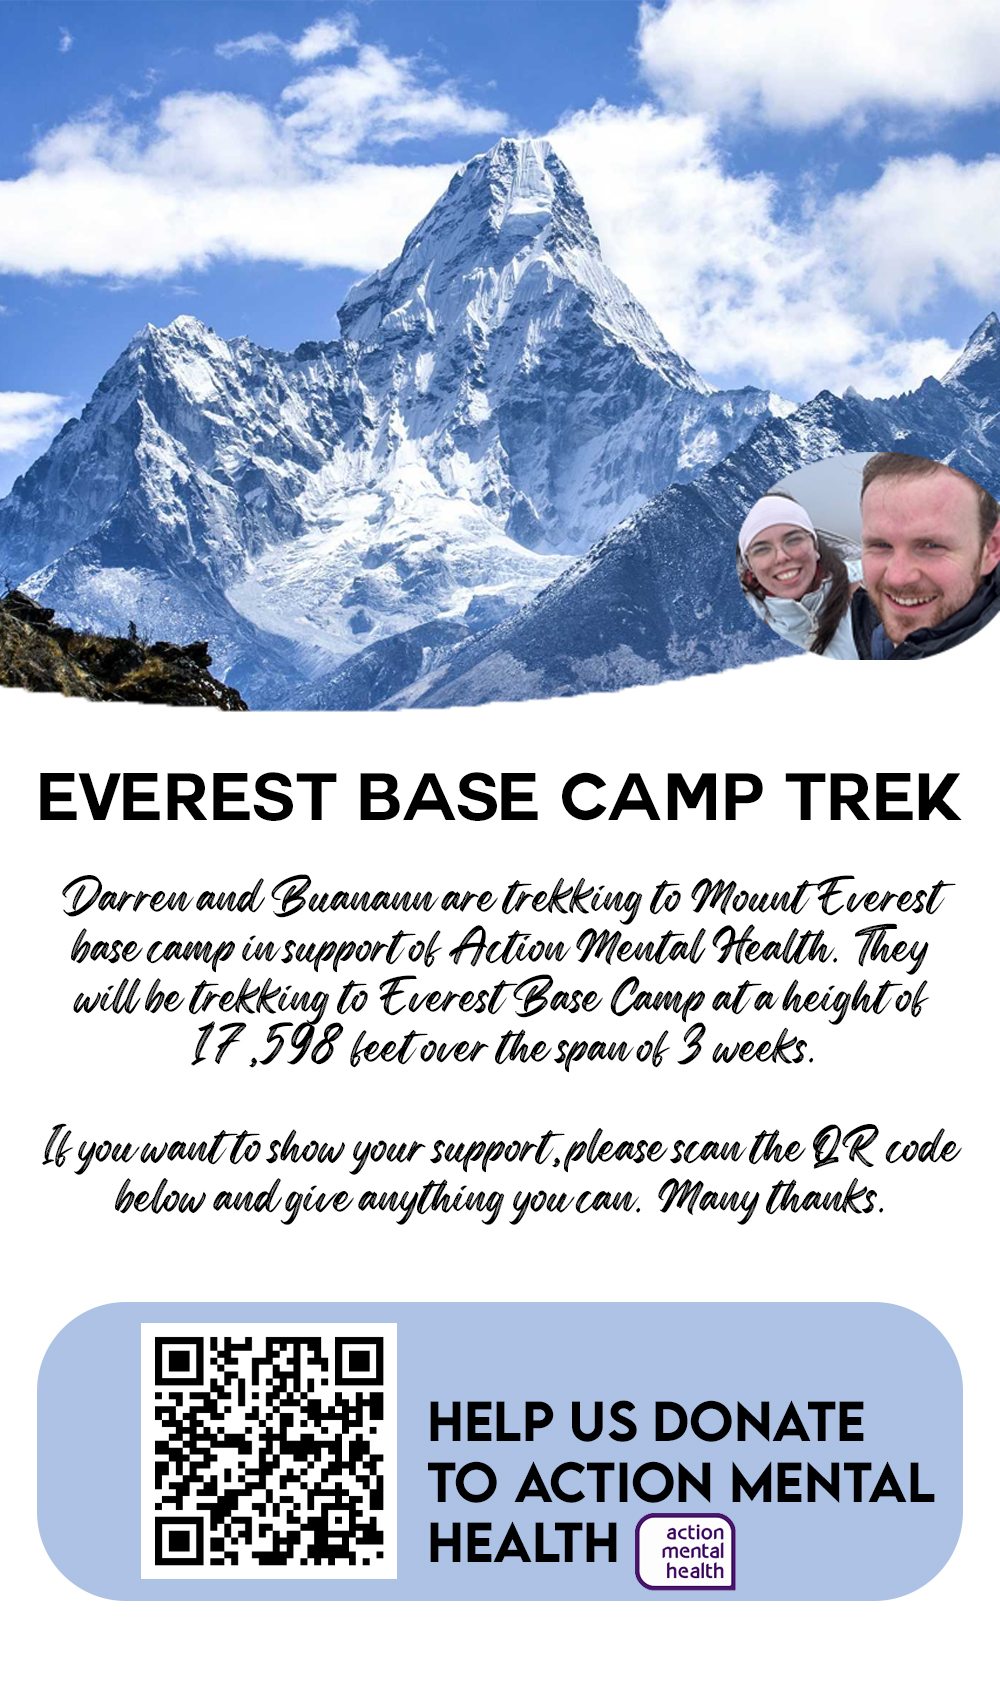 EVEREST BASE CAMP TREK
Darren and Buanann are trekking to Mount Everest
base camp in support of Action Mental Health. They
will be trekking to Everest Base Camp at a height of
17,598 feet over the span of 3 weeks.
If you want to show your support, please scan the QR code
below and give anything you can. Many thanks.
HELP US DONATE
TO ACTION MENTAL
HEALTH
action
mental
health